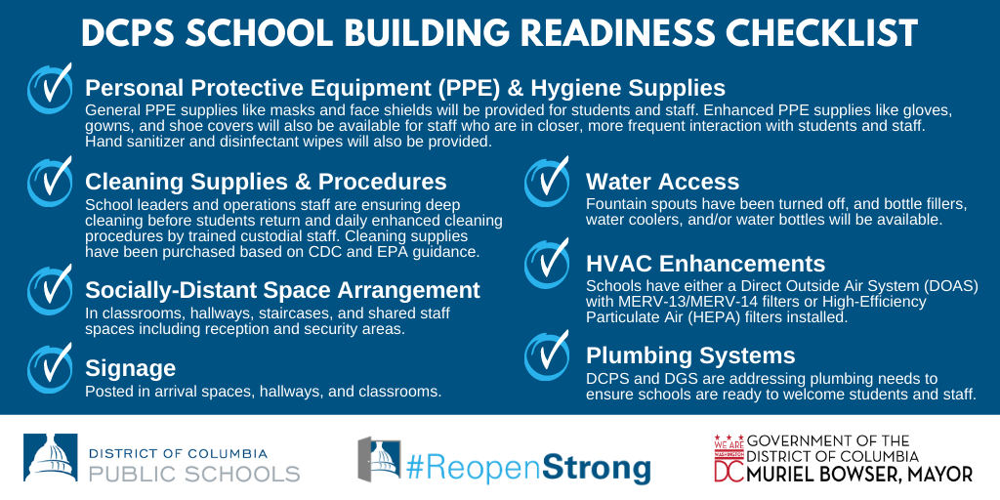 DCPS SCHOOL BUILDING READINESS CHECKLIST
Personal Protective Equipment (PPE) & Hygiene Supplies
General PPE supplies like masks and face shields will be provided for students and staff. Enhanced PPE supplies like gloves,
gowns, and shoe covers will also be available for staff who are in closer, more frequent interaction with students and staff.
Hand sanitizer and disinfectant wipes will also be provided.
Cleaning Supplies & Procedures
School leaders and operations staff are ensuring deep
cleaning before students return and daily enhanced cleaning
procedures by trained custodial staff. Cleaning supplies
have been purchased based on CDC and EPA guidance.
Socially-Distant Space Arrangement
In classrooms, hallways, staircases, and shared staff
spaces including reception and security areas.
Signage
Posted in arrival spaces, hallways, and classrooms.
Water Access
Fountain spouts have been turned off, and bottle fillers,
water coolers, and/or water bottles will be available.
HVAC Enhancements
Schools have either a Direct Outside Air System (DOAS)
with MERV-13/MERV-14 filters or High-Efficiency
Particulate Air (HEPA) filters installed.
Plumbing Systems
DCPS and DGS are addressing plumbing needs to
ensure schools are ready to welcome students and staff.
DISTRICT OF COLUMBIA
PUBLIC SCHOOLS
#ReopenStrong
WE ARE
WASHINGTON
DC
GOVERNMENT OF THE
DISTRICT OF COLUMBIA
MURIEL BOWSER, MAYOR